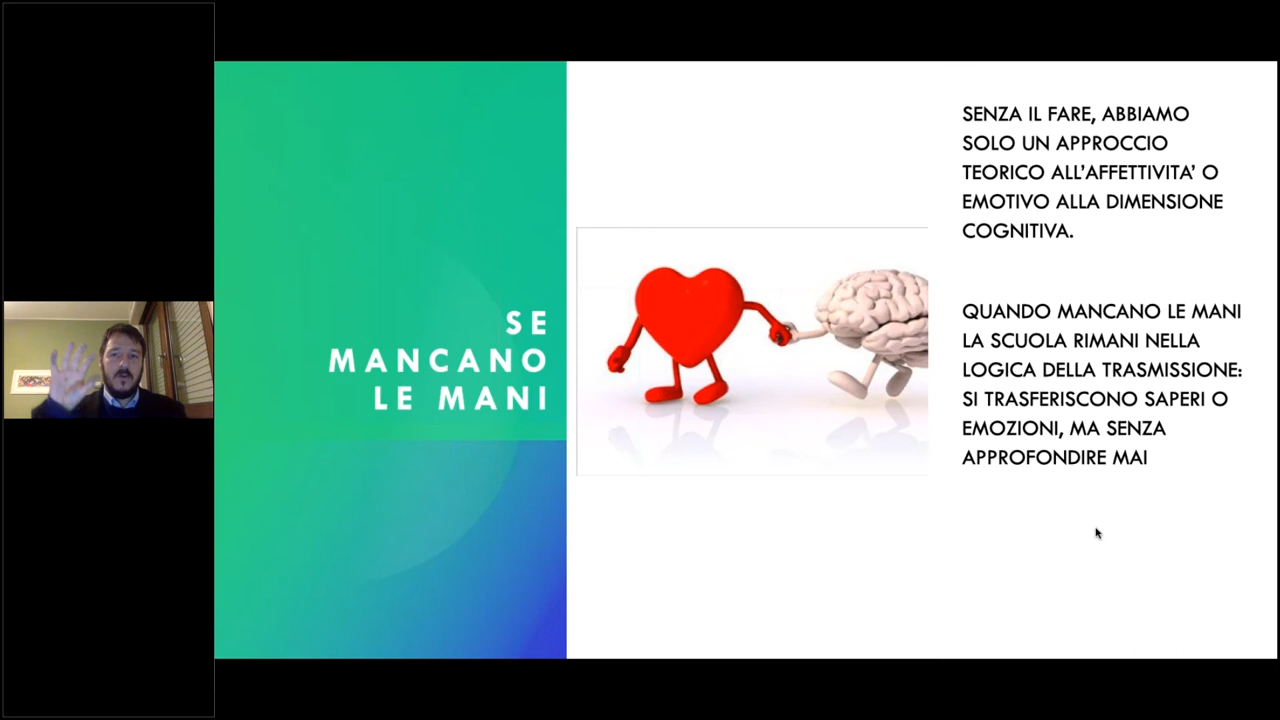 SE
MANCANO
LE MANI
SENZA IL FARE, ABBIAMO
SOLO UN APPROCCIO
TEORICO ALL'AFFETTIVITA' O
EMOTIVO ALLA DIMENSIONE
COGNITIVA.
QUANDO MANCANO LE MANI
LA SCUOLA RIMANI NELLA
LOGICA DELLA TRASMISSIONE:
SI TRASFERISCONO SAPERI O
EMOZIONI, MA SENZA
APPROFONDIRE MAI